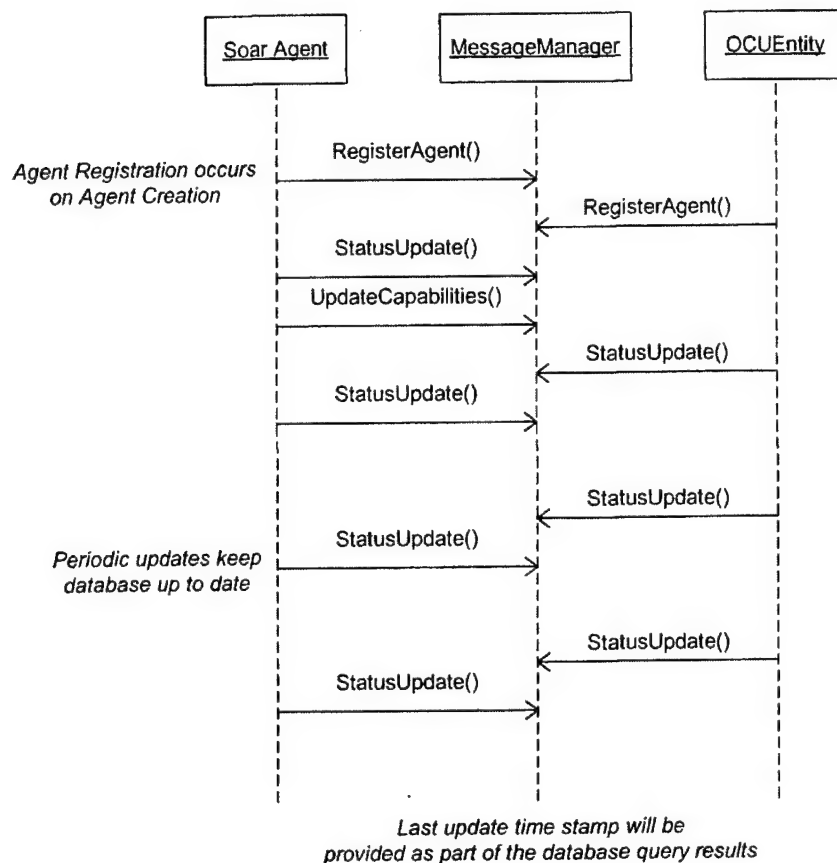 Soar Agent
MessageManager
OCUEntity
RegisterAgent()
Agent Registration occurs
on Agent Creation
RegisterAgent()
StatusUpdate()
UpdateCapabilities()
StatusUpdate()
StatusUpdate()
StatusUpdate()
StatusUpdate()
Periodic updates keep
database up to date
StatusUpdate()
StatusUpdate()
Last update time stamp will be
provided as part of the database query results